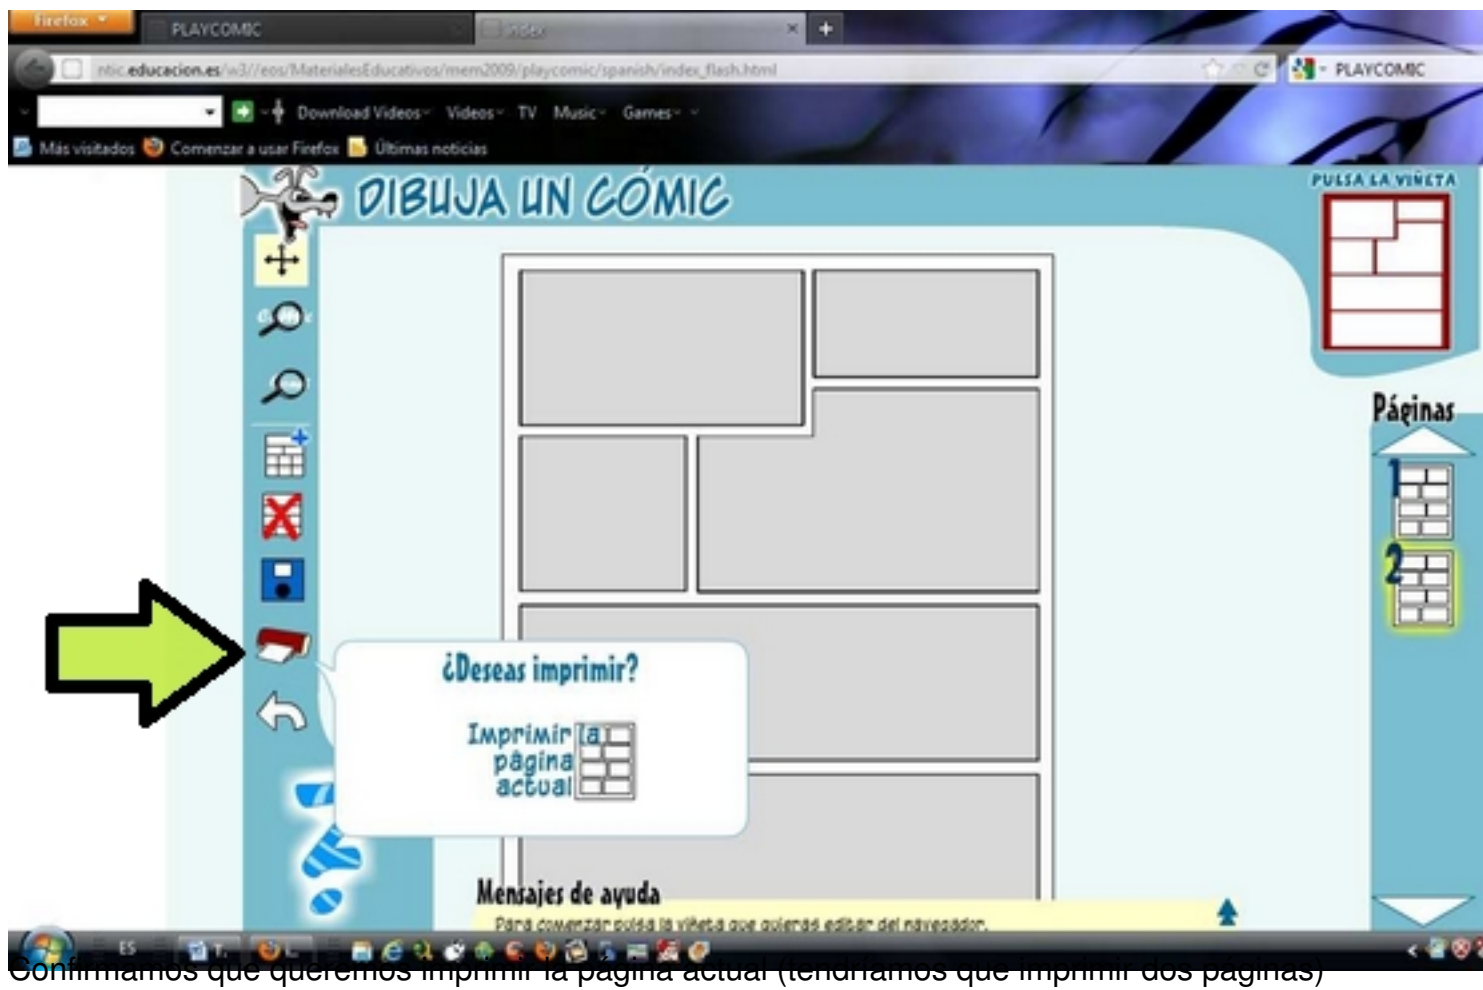 Firefox
PLAYCOMIC
index
ntic.educacion.es/w3//eos/MaterialesEducativos/mem2009/playcomic/spanish/index_flash.html
PLAYCOMIC
Download Videos Videos TV Music Games
Más visitados Comenzar a usar Firefox Últimas noticias
DIBUJA UN CÓMIC
PULSA LA VIÑETA
Páginas
1
2
¿Deseas imprimir?
Imprimir la
página
actual
Mensajes de ayuda
Para comenzar pulsa la viñeta que quieras editar del navegador.
ES
T.
Confirmamos que queremos imprimir la página actual (tendríamos que imprimir dos páginas)